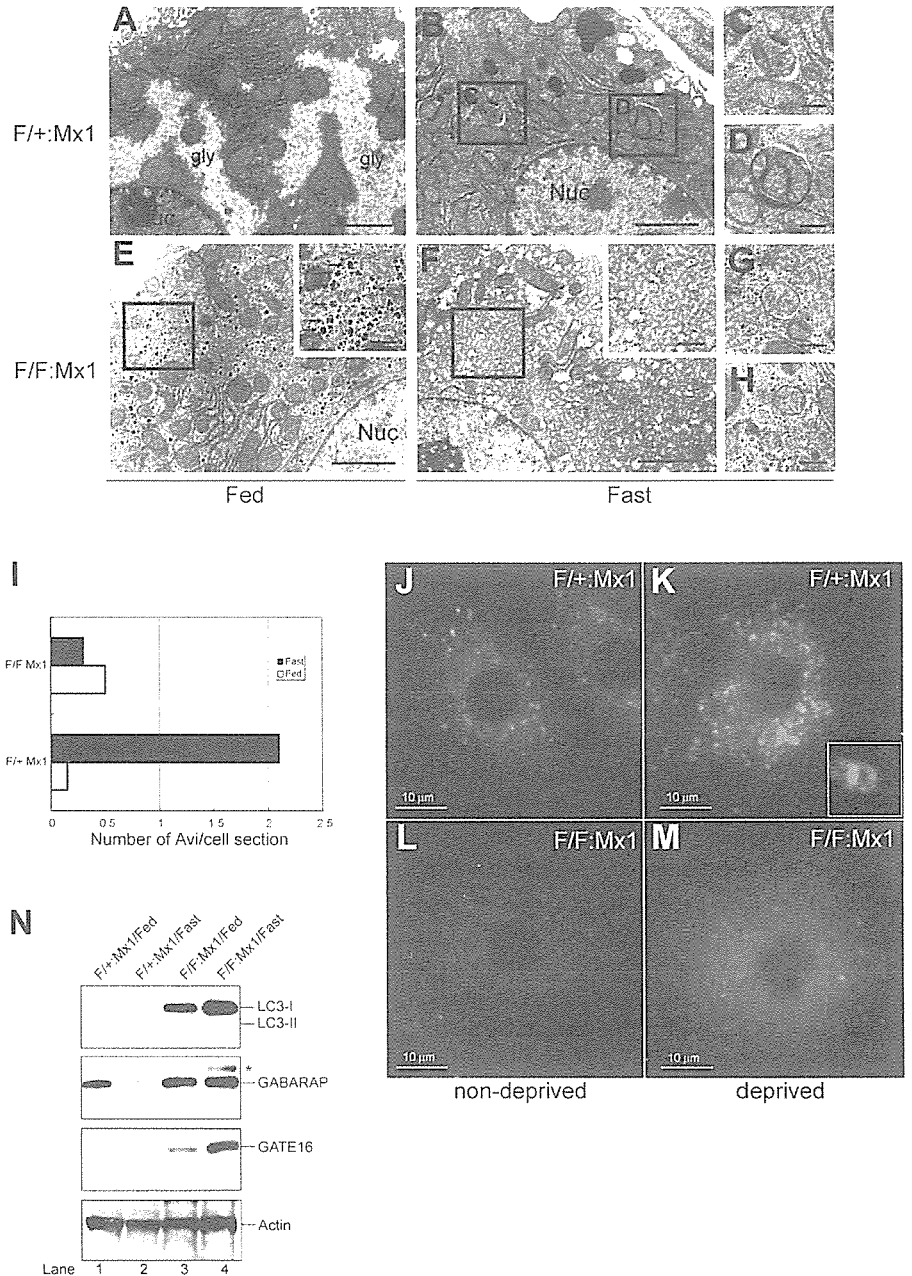 A
B
C
D
F/+:Mx1
gly
gly
C
D
Nuc
E
F
G
H
F/F:Mx1
Nuc
Fed
Fast
I
F/F Mx1
F/+ Mx1
Fast
Fed
0
0 5
1
1 5
2
2 5
Number of Avi/cell section
J
F/+:Mx1
10 µm
K
F/+:Mx1
10 µm
L
F/F:Mx1
10 µm
M
F/F:Mx1
10 µm
non-deprived
deprived
N
F/+:Mx1/Fed
F/+:Mx1/Fast
F/F:Mx1/Fed
F/F:Mx1/Fast
LC3-I
LC3-II
*
GABARAP
GATE16
Actin
Lane 1 2 3 4